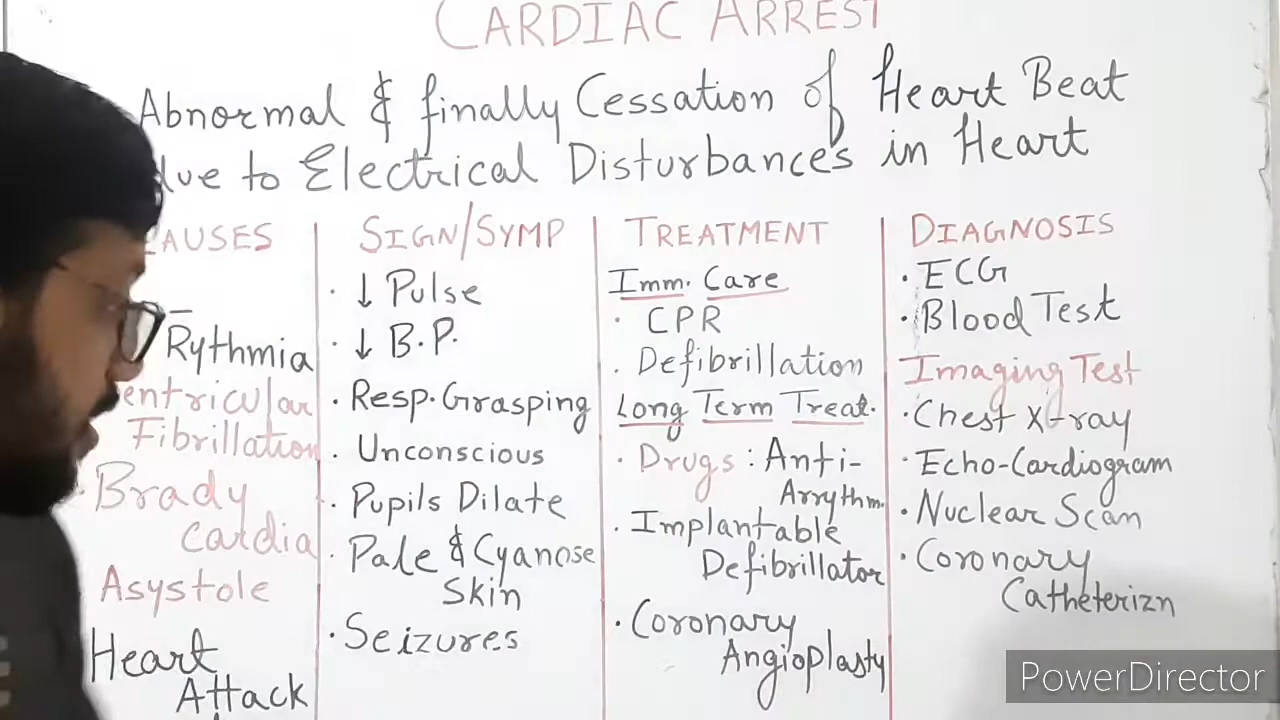 CARDIAC ARREST
Abnormal & finally Cessation of Heart Beat
due to Electrical Disturbances in Heart
AUSES
Rythmia
entricular
Fibrillation
Brady
cardia
Asystole
Heart
Attack
SIGN/SYMP
· ↓ Pulse
· ↓ B.P.
· Resp. Grasping
· Unconscious
· Pupils Dilate
· Pale & Cyanose
Skin
· Seizures
TREATMENT
Imm. Care
· CPR
· Defibrillation
Long Term Treat.
· Drugs : Anti-
Arrythm.
· Implantable
Defibrillator
· Coronary
Angioplasty
DIAGNOSIS
· ECG
· Blood Test
Imaging Test
· Chest X-ray
· Echo-Cardiogram
· Nuclear Scan
· Coronary
Catheterizn
PowerDirector